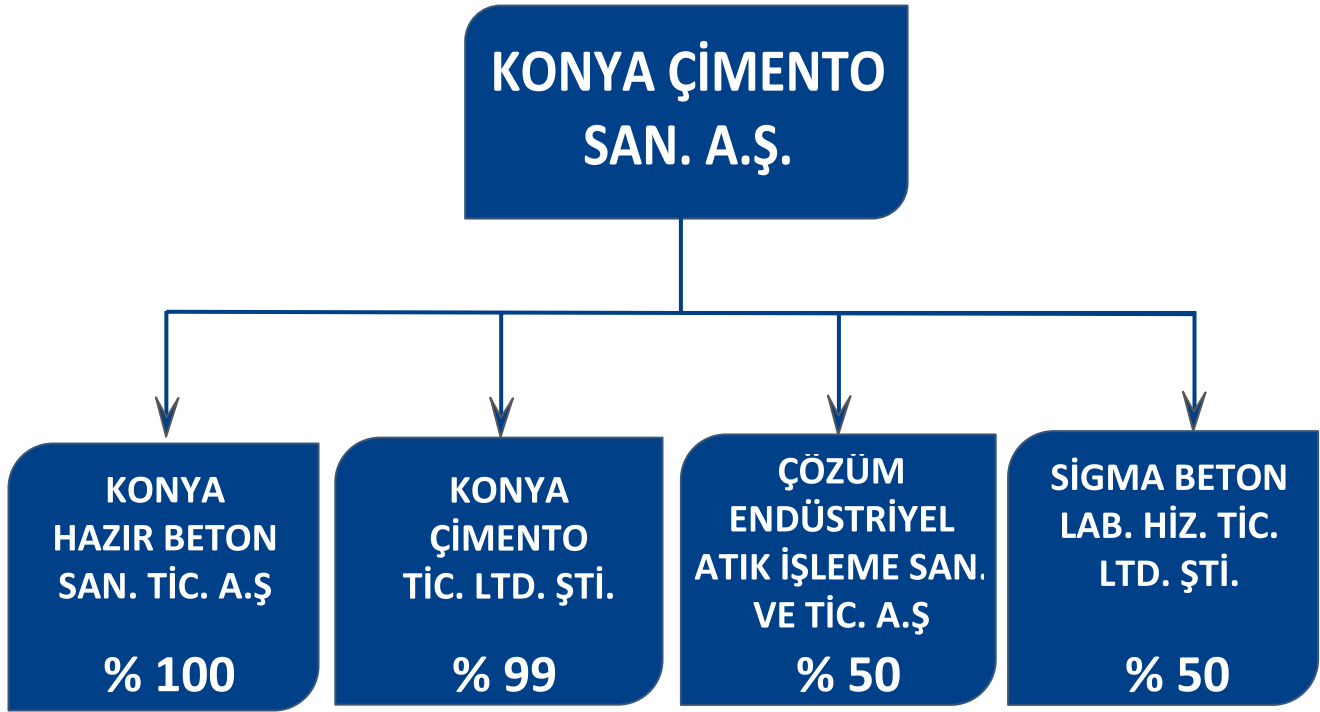 KONYA ÇİMENTO
SAN. A.Ş.
KONYA
HAZIR BETON
SAN. TİC. A.Ş
% 100
KONYA
ÇİMENTO
TİC. LTD. ŞTİ.
% 99
ÇÖZÜM
ENDÜSTRİYEL
ATIK İŞLEME SAN.
VE TİC. A.Ş
% 50
SİGMA BETON
LAB. HİZ. TİC.
LTD. ŞTİ.
% 50